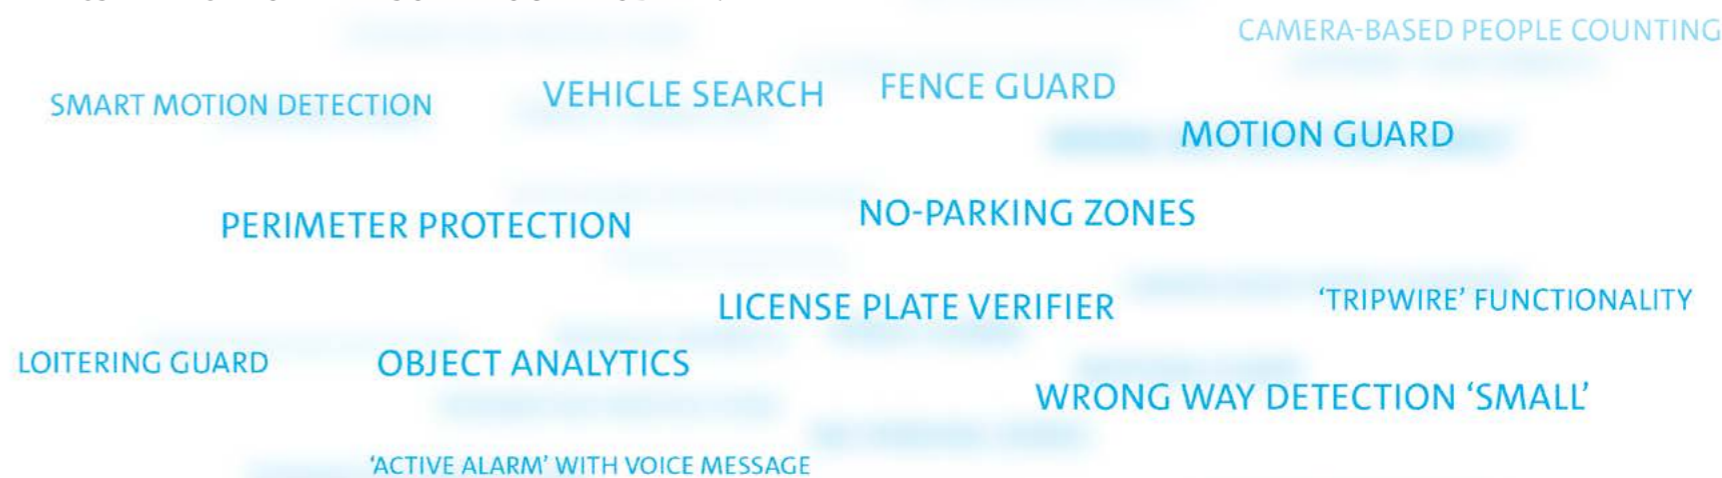 CAMERA-BASED PEOPLE COUNTING
SMART MOTION DETECTION
VEHICLE SEARCH
FENCE GUARD
MOTION GUARD
PERIMETER PROTECTION
NO-PARKING ZONES
LICENSE PLATE VERIFIER
‘TRIPWIRE’ FUNCTIONALITY
LOITERING GUARD
OBJECT ANALYTICS
WRONG WAY DETECTION ‘SMALL’
‘ACTIVE ALARM’ WITH VOICE MESSAGE